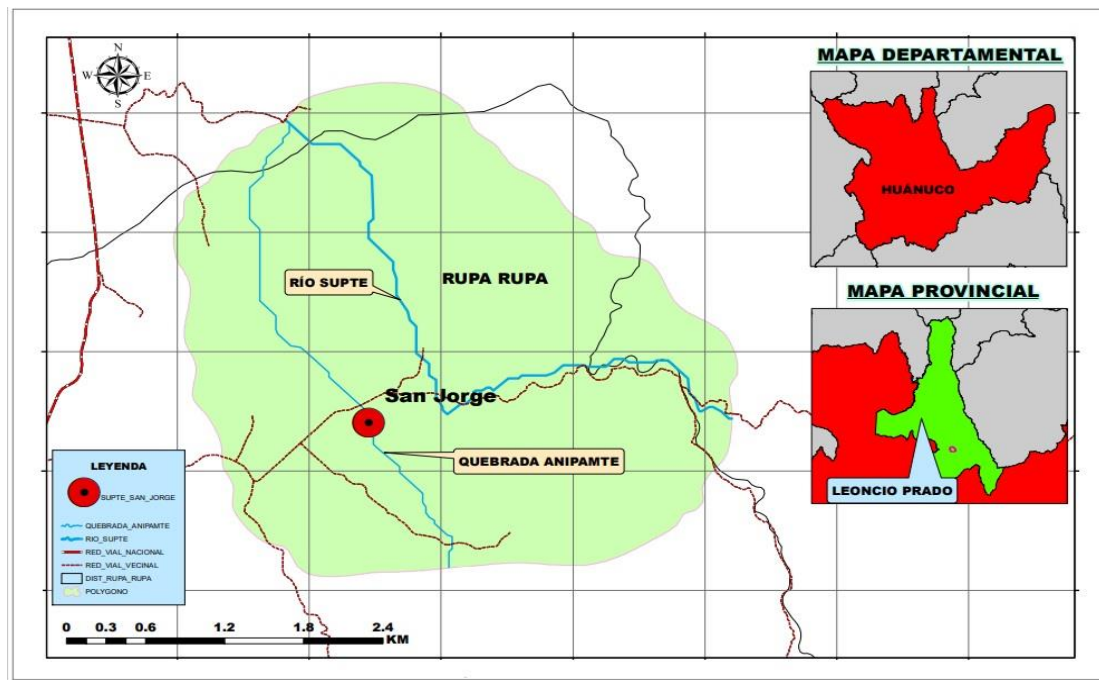 N
W E
S
MAPA DEPARTAMENTAL
HUÁNUCO
RÍO SUPTE
RUPA RUPA
San Jorge
QUEBRADA ANIPAMTE
MAPA PROVINCIAL
LEONCIO PRADO
LEYENDA
SUPTE_SAN_JORGE
QUEBRADA_ANIPAMTE
RIO_SUPTE
RED_VIAL_NACIONAL
RED_VIAL_VECINAL
DIST_RUPA_RUPA
POLYGONO
0 0.3 0.6 1.2 1.8 2.4
KM